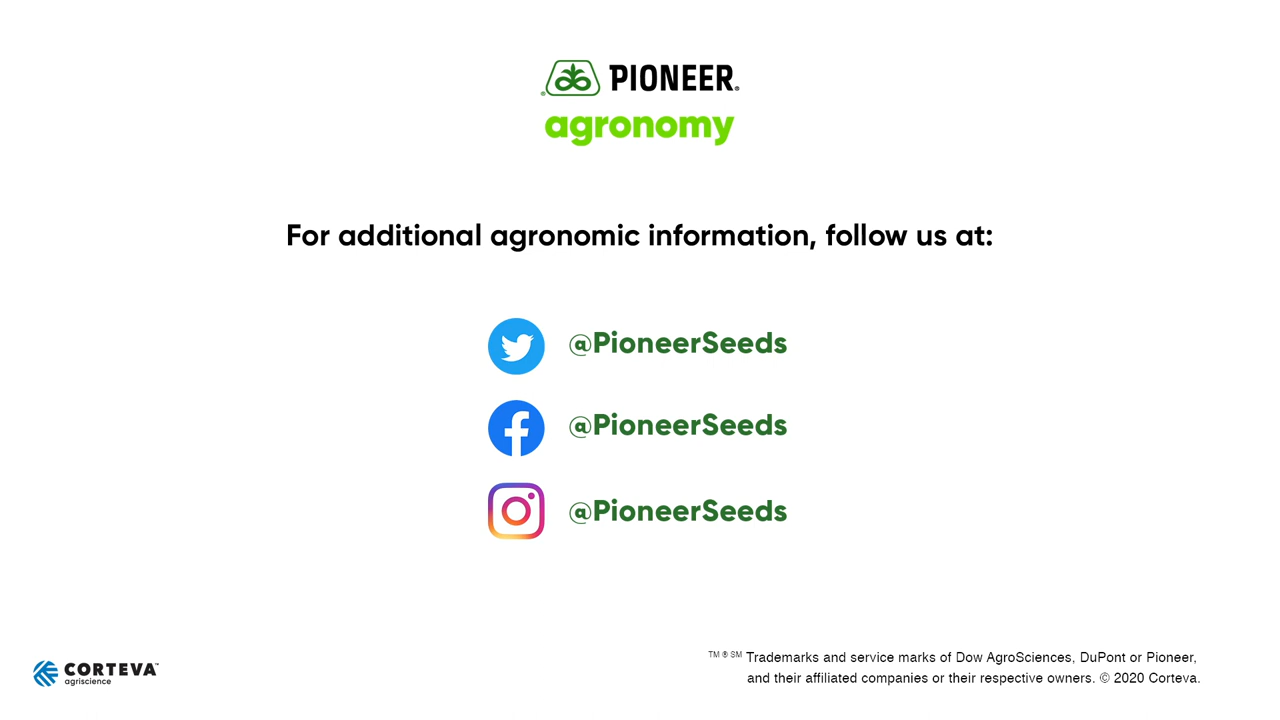 PIONEER®
agronomy
For additional agronomic information, follow us at:
@PioneerSeeds
@PioneerSeeds
@PioneerSeeds
CORTEVA™
agriscience
TM ® SM Trademarks and service marks of Dow AgroSciences, DuPont or Pioneer,
and their affiliated companies or their respective owners. © 2020 Corteva.